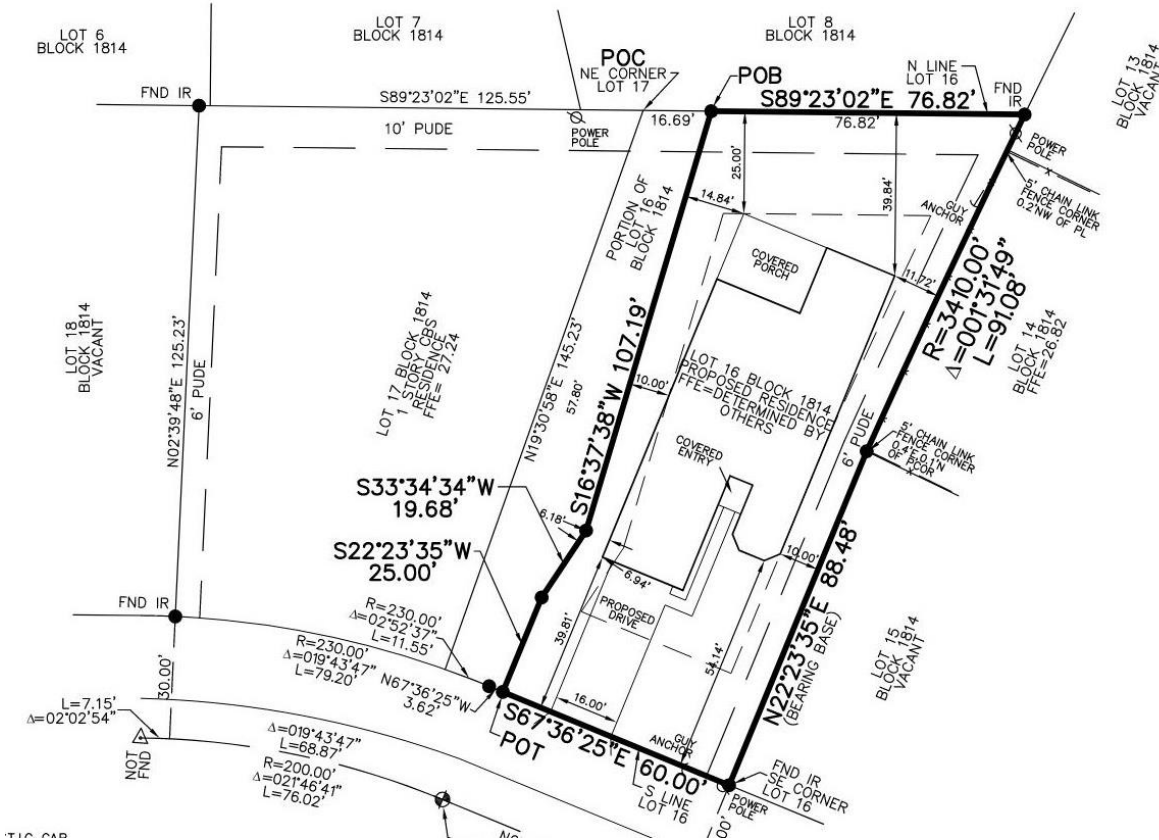 LOT 6
BLOCK 1814
LOT 7
BLOCK 1814
LOT 8
BLOCK 1814
LOT 13
BLOCK 1814
VACANT
POC
NE CORNER
LOT 17
POB
N LINE
LOT 16
FND
IR
FND IR
S89°23'02"E 125.55'
S89°23'02"E 76.82'
10' PUDE
POWER
POLE
16.69'
76.82'
POWER
POLE
25.00'
39.84'
14.84'
GUY
ANCHOR
5' CHAIN LINK
FENCE CORNER
0.2'NW OF PL
PORTION OF
LOT 16
BLOCK 1814
COVERED
PORCH
11.72'
R=3410.00'
Δ=001°31'49"
L=91.08'
LOT 14
BLOCK 1814
FFE=26.82
LOT 18
BLOCK 1814
VACANT
N02°39'48"E 125.23'
6' PUDE
LOT 17 BLOCK 1814
1 STORY CBS
RESIDENCE
FFE= 27.24
N19°30'58"E 145.23'
57.80'
S16°37'38"W 107.19'
10.00'
LOT 16 BLOCK 1814
PROPOSED RESIDENCE
FFE=DETERMINED BY
OTHERS
COVERED
ENTRY
6' PUDE
5' CHAIN LINK
FENCE CORNER
0.4'E,0.1'N
OF PCOR
S33°34'34"W
19.68'
6.18'
S22°23'35"W
25.00'
6.94'
10.00'
N22°23'35"E 88.48'
(BEARING BASE)
PROPOSED
DRIVE
39.81'
54.14'
LOT 15
BLOCK 1814
VACANT
FND IR
R=230.00'
Δ=02°52'37"
L=11.55'
R=230.00'
Δ=019°43'47"
L=79.20'
N67°36'25"W
3.62'
30.00'
L=7.15'
Δ=02°02'54"
16.00'
POT
S67°36'25"E 60.00'
GUY
ANCHOR
S LINE
LOT 16
FND IR
SE CORNER
LOT 16
POWER
POLE
NOT
FND
Δ=019°43'47
L=68.87'
R=200.00'
Δ=021°46'41"
L=76.02'